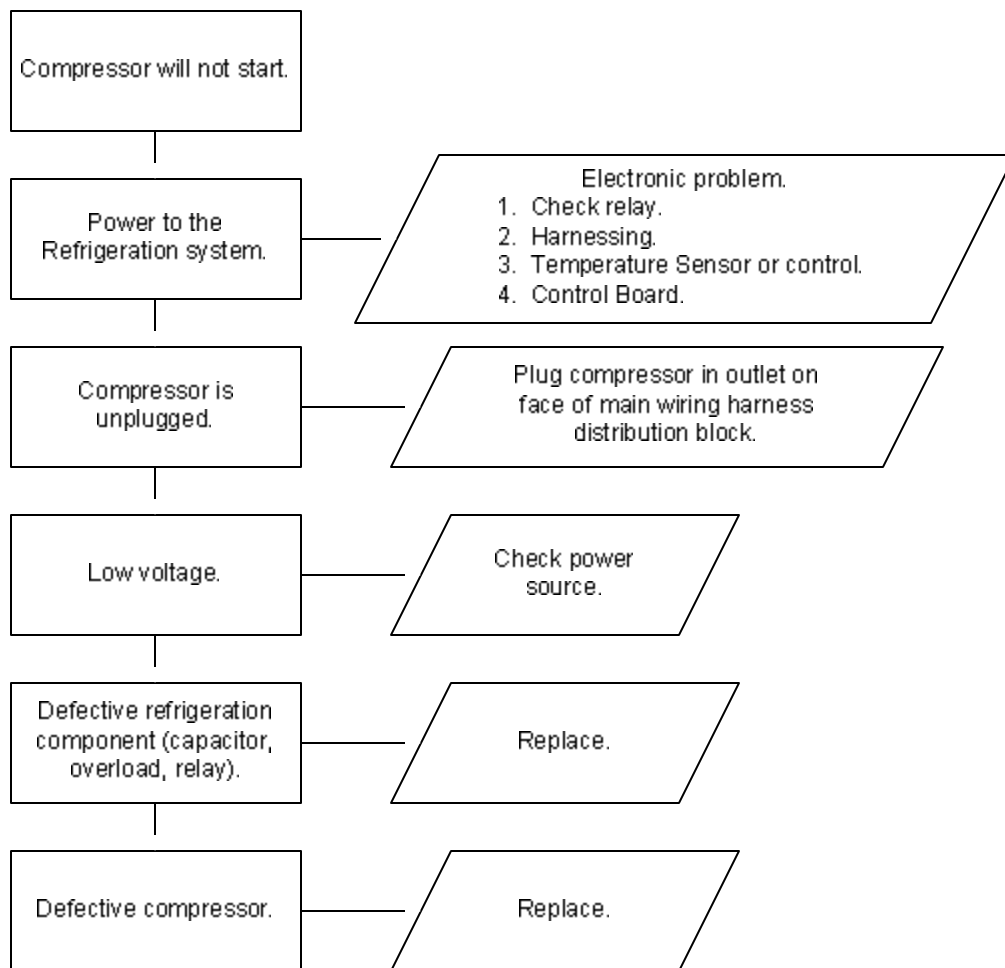 Compressor will not start.
Power to the
Refrigeration system.
Electronic problem.
1. Check relay.
2. Harnessing.
3. Temperature Sensor or control.
4. Control Board.
Compressor is
unplugged.
Plug compressor in outlet on
face of main wiring harness
distribution block.
Low voltage.
Check power
source.
Defective refrigeration
component (capacitor,
overload, relay).
Replace.
Defective compressor.
Replace.